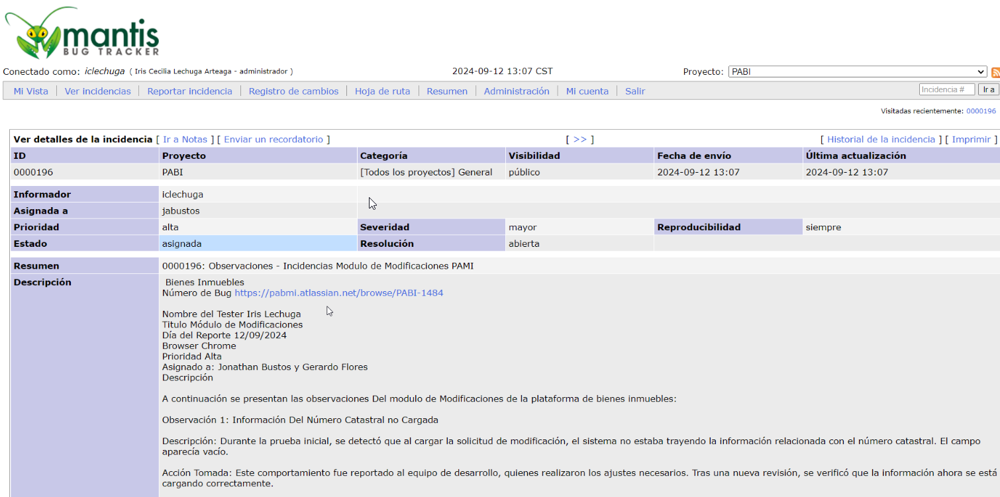 mantis
BUG TRACKER
Conectado como: iclechuga ( Iris Cecilia Lechuga Arteaga - administrador ) 2024-09-12 13:07 CST Proyecto: PABI
Mi Vista | Ver incidencias | Reportar incidencia | Registro de cambios | Hoja de ruta | Resumen | Administración | Mi cuenta | Salir Incidencia # Ir a
Visitadas recientemente: 0000196
Ver detalles de la incidencia [ Ir a Notas ] [ Enviar un recordatorio ] [ >> ] [ Historial de la incidencia ] [ Imprimir ]
ID Proyecto Categoría Visibilidad Fecha de envío Última actualización
0000196 PABI [Todos los proyectos] General público 2024-09-12 13:07 2024-09-12 13:07
Informador iclechuga
Asignada a jabustos
Prioridad alta Severidad mayor Reproducibilidad siempre
Estado asignada Resolución abierta
Resumen 0000196: Observaciones - Incidencias Modulo de Modificaciones PAMI
Descripción Bienes Inmuebles
Número de Bug https://pabmi.atlassian.net/browse/PABI-1484
Nombre del Tester Iris Lechuga
Titulo Módulo de Modificaciones
Día del Reporte 12/09/2024
Browser Chrome
Prioridad Alta
Asignado a: Jonathan Bustos y Gerardo Flores
Descripción
A continuación se presentan las observaciones Del modulo de Modificaciones de la plataforma de bienes inmuebles:
Observación 1: Información Del Número Catastral no Cargada
Descripción: Durante la prueba inicial, se detectó que al cargar la solicitud de modificación, el sistema no estaba trayendo la información relacionada con el número catastral. El campo
aparecía vacío.
Acción Tomada: Este comportamiento fue reportado al equipo de desarrollo, quienes realizaron los ajustes necesarios. Tras una nueva revisión, se verificó que la información ahora se está
cargando correctamente.